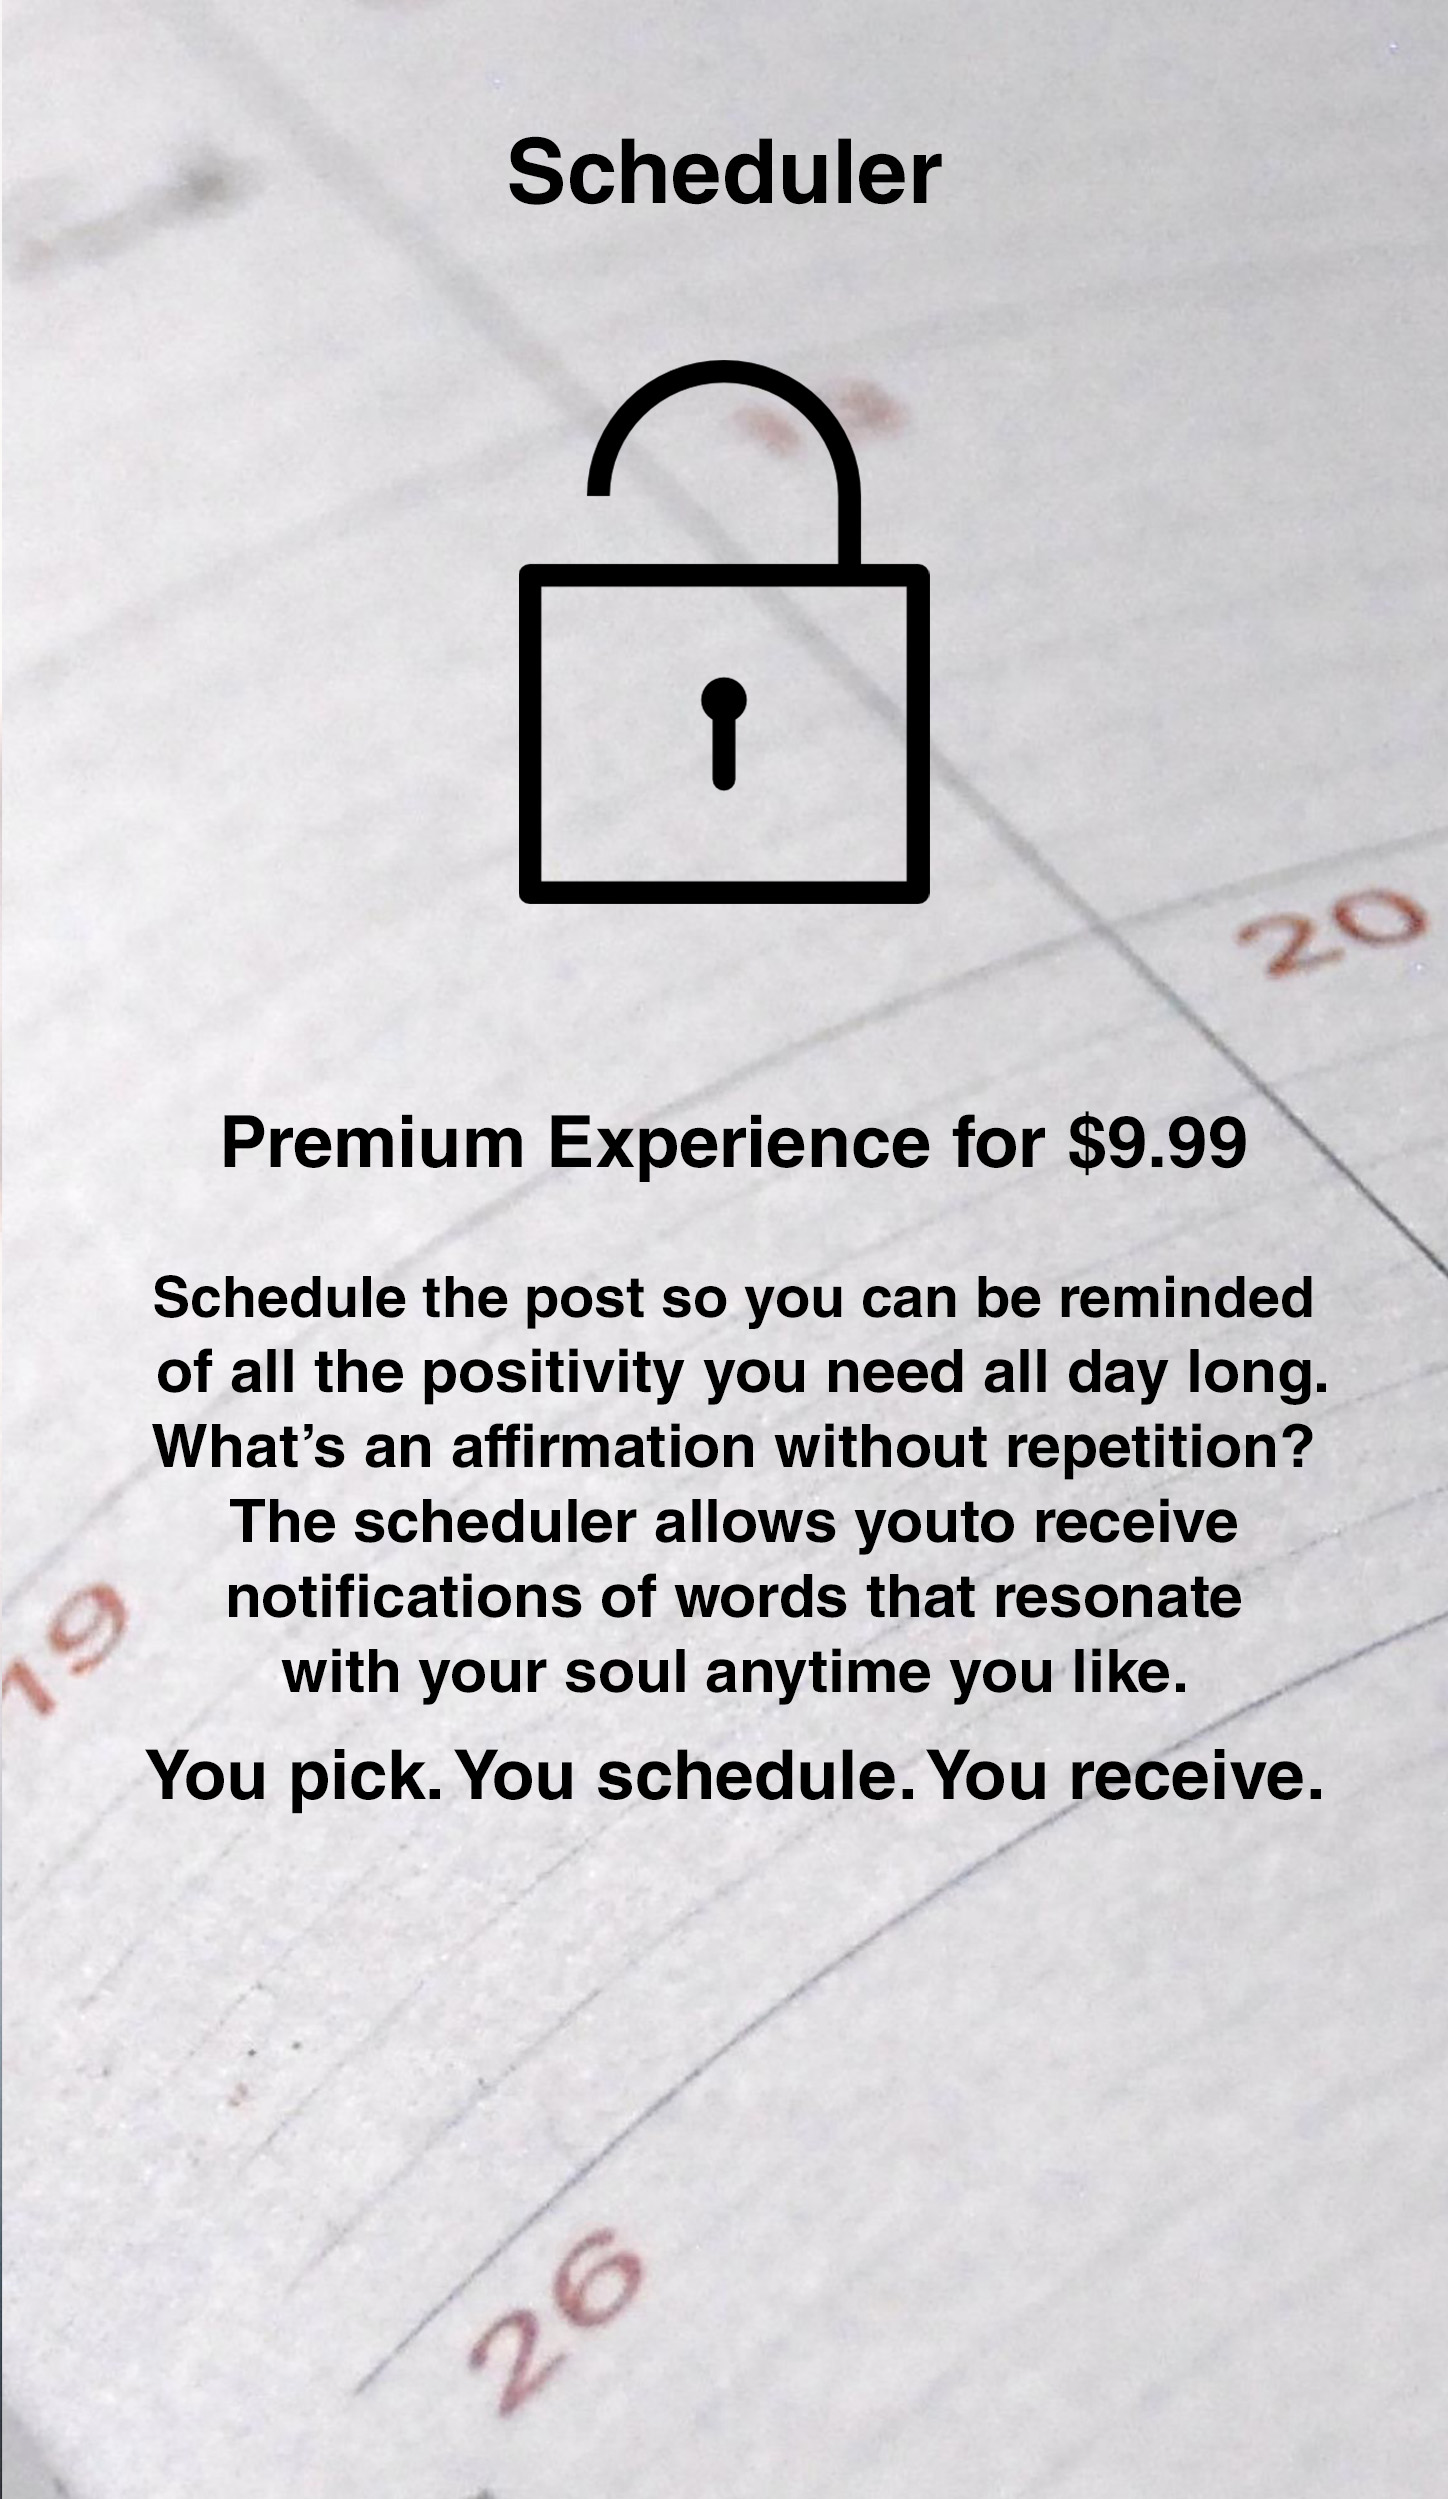 Scheduler
20
Premium Experience for $9.99
Schedule the post so you can be reminded
of all the positivity you need all day long.
What’s an affirmation without repetition?
The scheduler allows youto receive
notifications of words that resonate
19
with your soul anytime you like.
You pick. You schedule. You receive.
26